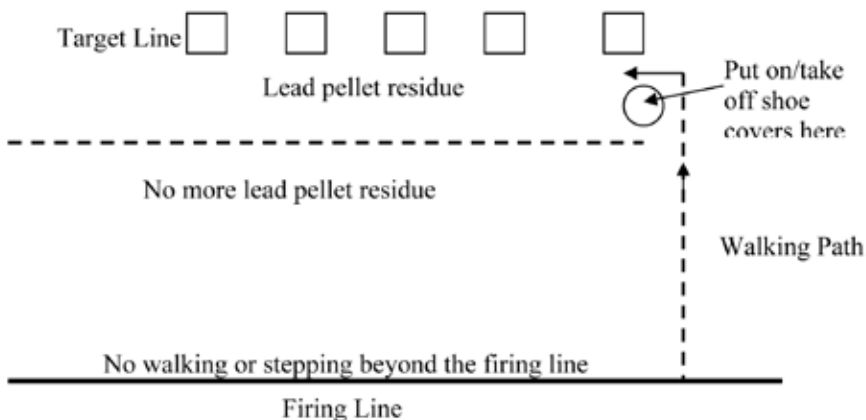 Target Line
Put on/take
off shoe
covers here
Lead pellet residue
No more lead pellet residue
Walking Path
No walking or stepping beyond the firing line
Firing Line